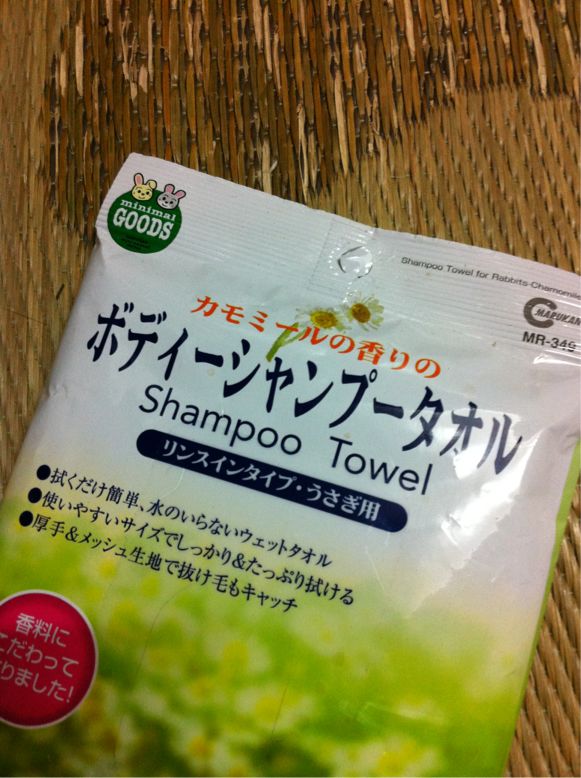 minimal
GOODS
Shampoo Towel for Rabbits-Chamomile
MARUKAN
MR-349
カモミールの香りの
ボディーシャンプータオル
Shampoo Towel
リンスインタイプ・うさぎ用
●拭くだけ簡単、水のいらないウェットタオル
●使いやすいサイズでしっかり&たっぷり拭ける
●厚手&メッシュ生地で抜け毛もキャッチ
香料に
こだわって
りました!